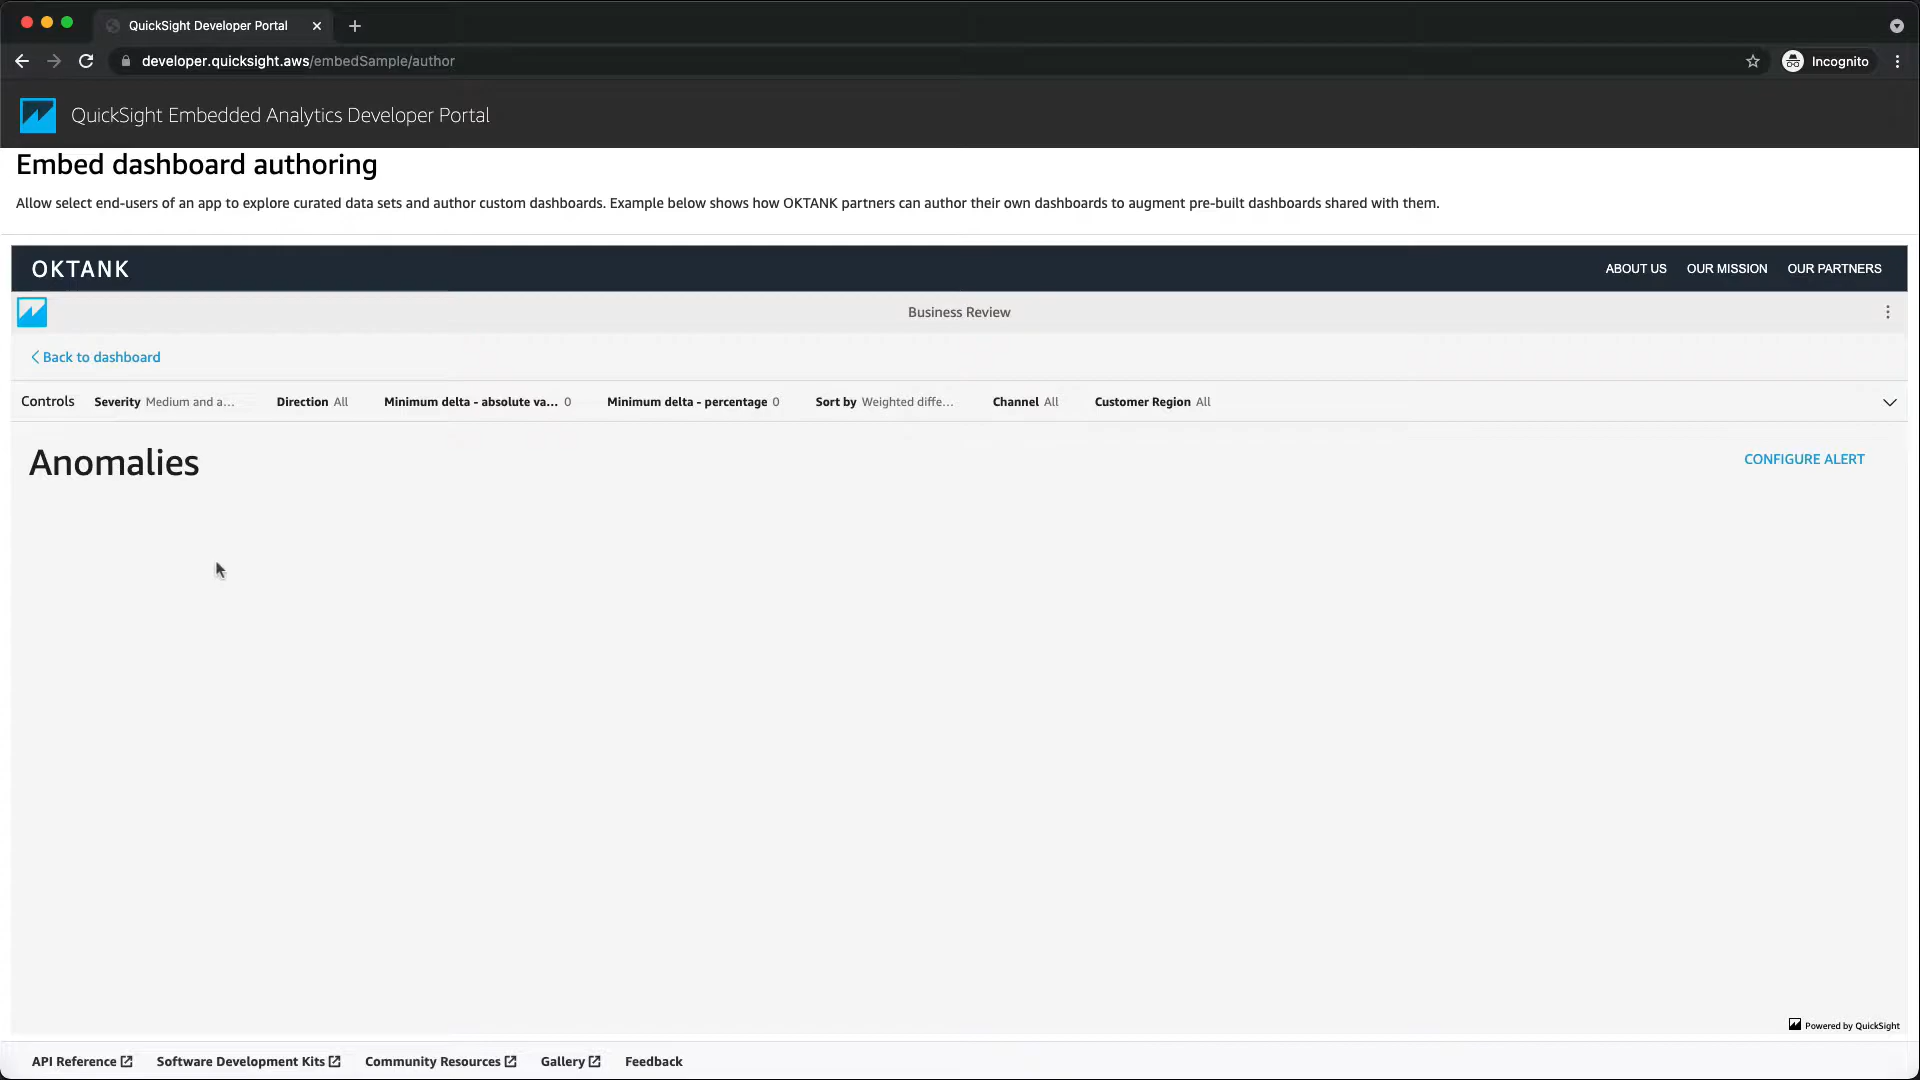 QuickSight Developer Portal
developer.quicksight.aws/embedSample/author
Incognito
QuickSight Embedded Analytics Developer Portal
Embed dashboard authoring
Allow select end-users of an app to explore curated data sets and author custom dashboards. Example below shows how OKTANK partners can author their own dashboards to augment pre-built dashboards shared with them.
OKTANK
ABOUT US OUR MISSION OUR PARTNERS
Business Review
Back to dashboard
Controls Severity Medium and a... Direction All Minimum delta - absolute va... 0 Minimum delta - percentage 0 Sort by Weighted diffe... Channel All Customer Region All
Anomalies
CONFIGURE ALERT
Powered by QuickSight
API Reference Software Development Kits Community Resources Gallery Feedback